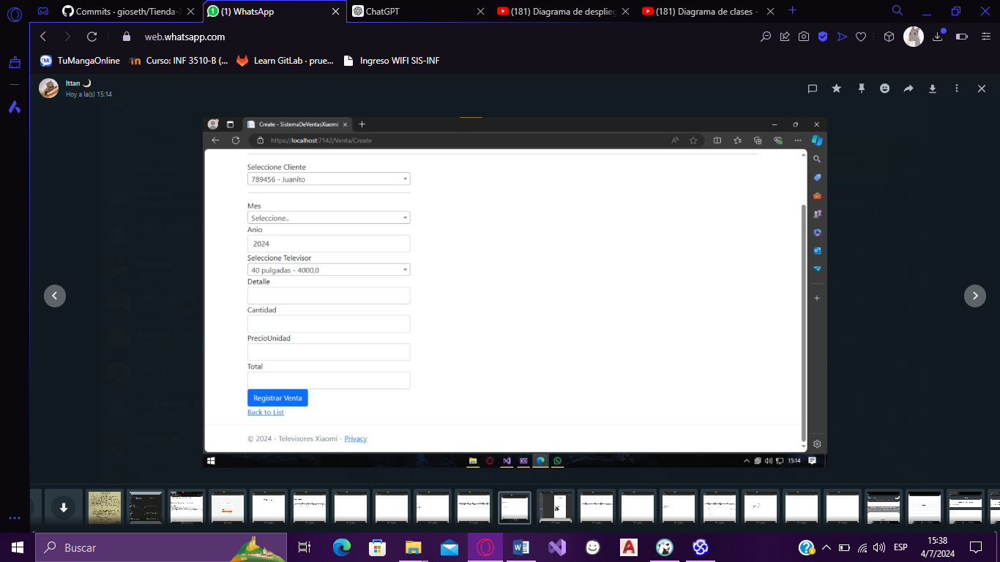 Commits · gioseth/Tienda-
(1) WhatsApp
ChatGPT
(181) Diagrama de desplieg
(181) Diagrama de clases -
web.whatsapp.com
TuMangaOnline
Curso: INF 3510-B (...
Learn GitLab · prue...
Ingreso WIFI SIS-INF
Ittan 🌙
Hoy a la(s) 15:14
Create - SistemaDeVentasXiaomi
https://localhost:7142/Venta/Create
Seleccione Cliente
789456 - Juanito
Mes
Seleccione..
Anio
2024
Seleccione Televisor
40 pulgadas - 4000,0
Detalle
Cantidad
PrecioUnidad
Total
Registrar Venta
Back to List
© 2024 - Televisores Xiaomi - Privacy
15:14
Buscar
ESP
15:38
4/7/2024